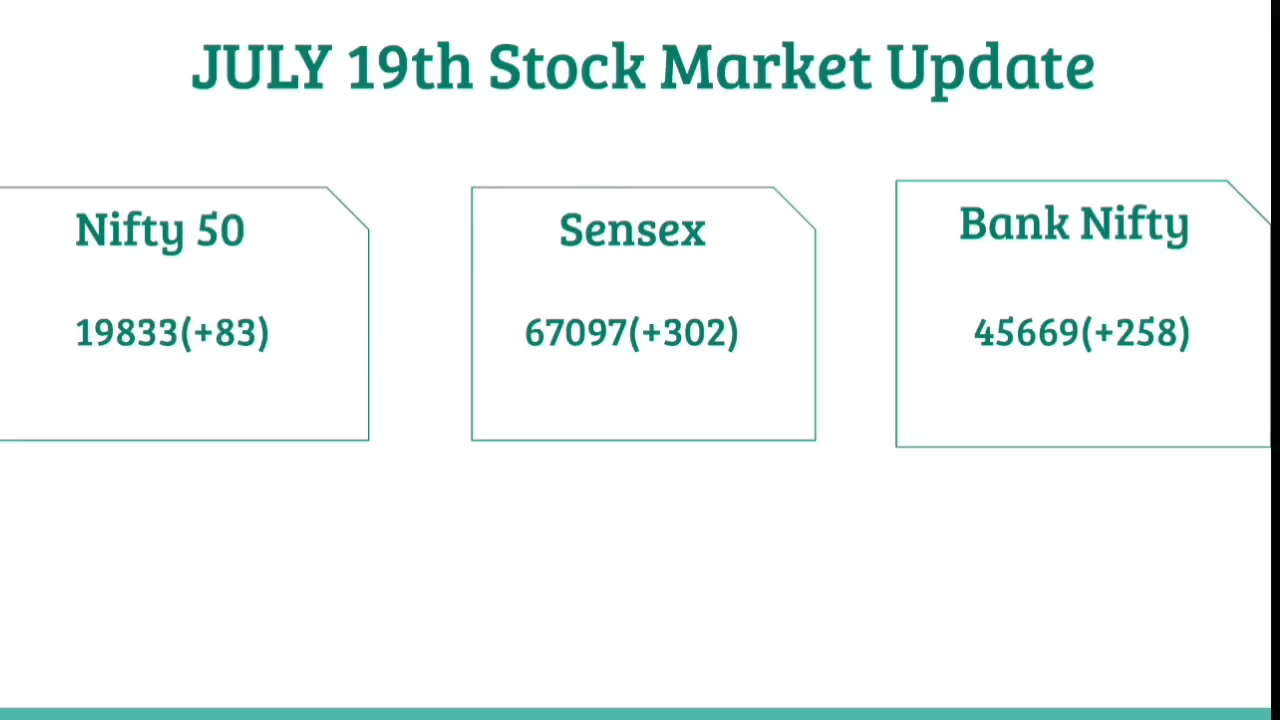 JULY 19th Stock Market Update
Nifty 50
19833(+83)
Sensex
67097(+302)
Bank Nifty
45669(+258)